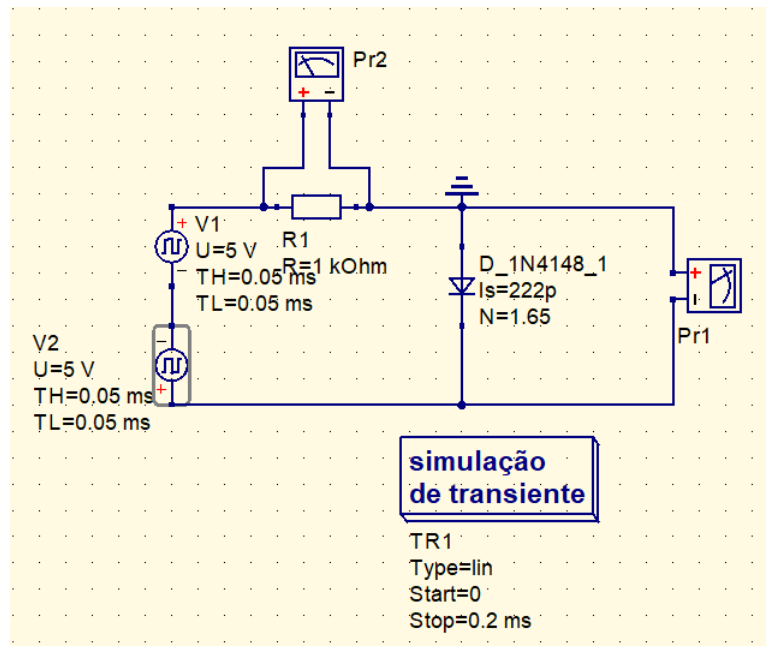 Pr2
+ −
+
V1
U=5 V
TH=0.05 ms
TL=0.05 ms
−
R1
R=1 kOhm
D_1N4148_1
Is=222p
N=1.65
+
Pr1
V2
U=5 V
TH=0.05 ms
TL=0.05 ms
−
+
simulação
de transiente
TR1
Type=lin
Start=0
Stop=0.2 ms